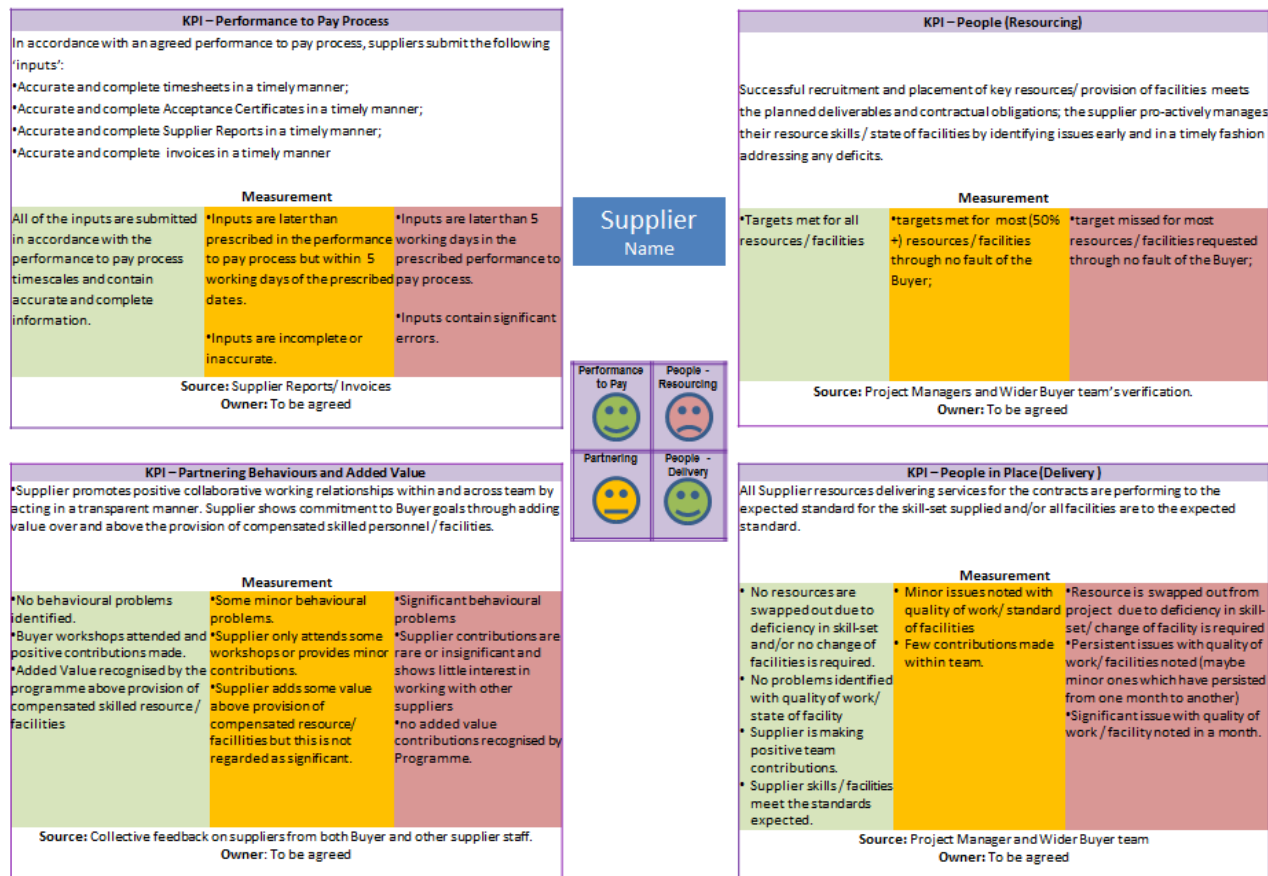 KPI – Performance to Pay Process
In accordance with an agreed performance to pay process, suppliers submit the following
‘inputs’:
•Accurate and complete timesheets in a timely manner;
•Accurate and complete Acceptance Certificates in a timely manner;
•Accurate and complete Supplier Reports in a timely manner;
•Accurate and complete invoices in a timely manner
Measurement
All of the inputs are submitted
in accordance with the
performance to pay process
timescales and contain
accurate and complete
information.
•Inputs are later than
prescribed in the performance
to pay process but within 5
working days of the prescribed
dates.
•Inputs are incomplete or
inaccurate.
•Inputs are later than 5
working days in the
prescribed performance to
pay process.
•Inputs contain significant
errors.
Source: Supplier Reports/ Invoices
Owner: To be agreed
KPI – People (Resourcing)
Successful recruitment and placement of key resources/ provision of facilities meets
the planned deliverables and contractual obligations; the supplier pro-actively manages
their resource skills / state of facilities by identifying issues early and in a timely fashion
addressing any deficits.
Measurement
•Targets met for all
resources / facilities
•targets met for most (50%
+) resources / facilities
through no fault of the
Buyer;
•target missed for most
resources / facilities requested
through no fault of the Buyer;
Source: Project Managers and Wider Buyer team’s verification.
Owner: To be agreed
Supplier
Name
Performance
to Pay
People -
Resourcing
Partnering
People -
Delivery
KPI – Partnering Behaviours and Added Value
•Supplier promotes positive collaborative working relationships within and across team by
acting in a transparent manner. Supplier shows commitment to Buyer goals through adding
value over and above the provision of compensated skilled personnel / facilities.
Measurement
•No behavioural problems
identified.
•Buyer workshops attended and
positive contributions made.
•Added Value recognised by the
programme above provision of
compensated skilled resource /
facilities
•Some minor behavioural
problems.
•Supplier only attends some
workshops or provides minor
contributions.
•Supplier adds some value
above provision of
compensated resource/
facillities but this is not
regarded as significant.
•Significant behavioural
problems
•Supplier contributions are
rare or insignificant and
shows little interest in
working with other
suppliers
•no added value
contributions recognised by
Programme.
Source: Collective feedback on suppliers from both Buyer and other supplier staff.
Owner: To be agreed
KPI – People in Place (Delivery )
All Supplier resources delivering services for the contracts are performing to the
expected standard for the skill-set supplied and/or all facilities are to the expected
standard.
Measurement
• No resources are
swapped out due to
deficiency in skill-set
and/or no change of
facilities is required.
• No problems identified
with quality of work/
state of facility
• Supplier is making
positive team
contributions.
• Supplier skills / facilities
meet the standards
expected.
• Minor issues noted with
quality of work/ standard
of facilities
• Few contributions made
within team.
•Resource is swapped out from
project due to deficiency in skill-
set/ change of facility is required
•Persistent issues with quality of
work/ facilities noted (maybe
minor ones which have persisted
from one month to another)
•Significant issue with quality of
work / facility noted in a month.
Source: Project Manager and Wider Buyer team
Owner: To be agreed